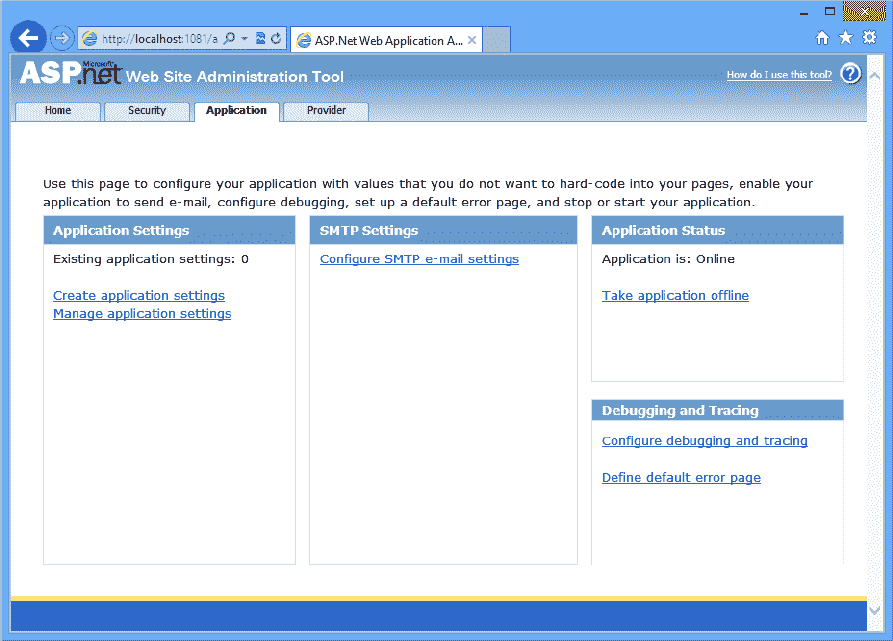 http://localhost:1081/a
ASP.Net Web Application A...
Microsoft
ASP.net Web Site Administration Tool
How do I use this tool? ?
Home Security Application Provider
Use this page to configure your application with values that you do not want to hard-code into your pages, enable your
application to send e-mail, configure debugging, set up a default error page, and stop or start your application.
Application Settings
Existing application settings: 0
Create application settings
Manage application settings
SMTP Settings
Configure SMTP e-mail settings
Application Status
Application is: Online
Take application offline
Debugging and Tracing
Configure debugging and tracing
Define default error page